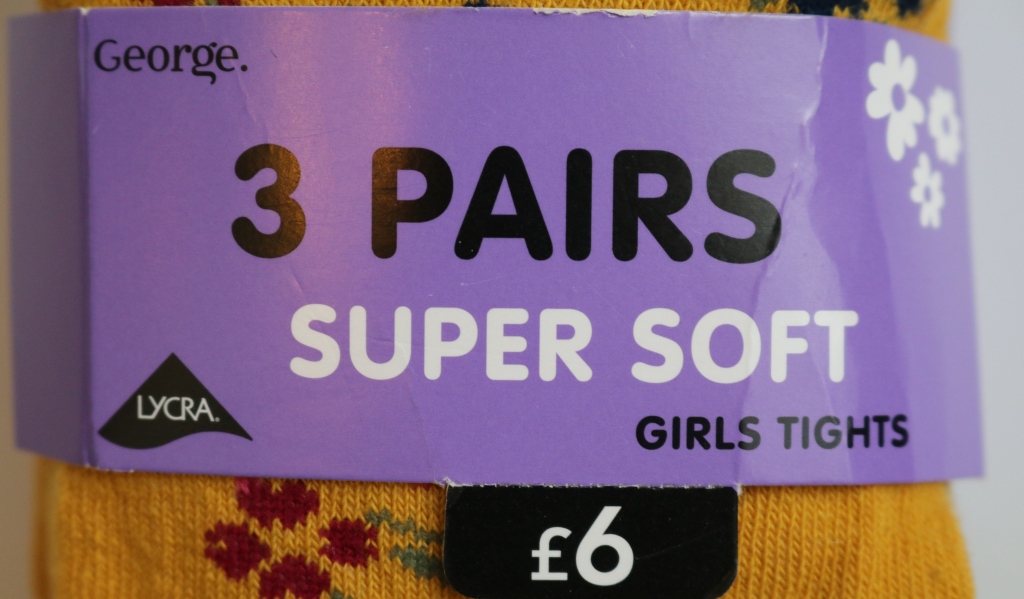 George.
3 PAIRS
SUPER SOFT
LYCRA.
GIRLS TIGHTS
£6